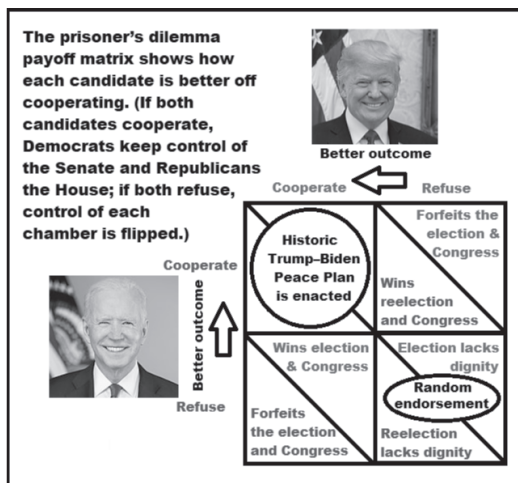 The prisoner's dilemma
payoff matrix shows how
each candidate is better off
cooperating. (If both
candidates cooperate,
Democrats keep control of
the Senate and Republicans
the House; if both refuse,
control of each
chamber is flipped.)
Better outcome
Cooperate
Refuse
Cooperate
Better outcome
Refuse
Historic
Trump–Biden
Peace Plan
is enacted
Forfeits the
election &
Congress
Wins
reelection
and Congress
Wins election
& Congress
Forfeits
the election
and Congress
Election lacks
dignity
Random
endorsement
Reelection
lacks dignity